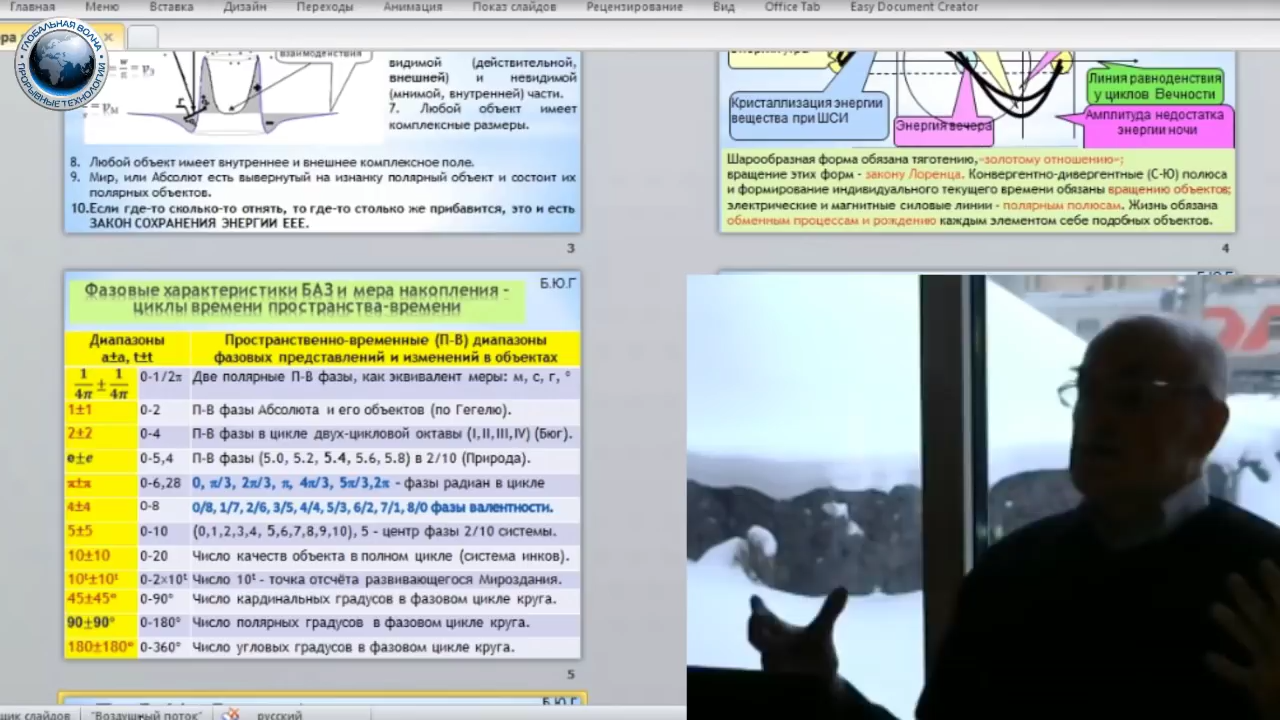 Главная Меню Вставка Дизайн Переходы Анимация Показ слайдов Рецензирование Вид Office Tab Easy Document Creator
ГЛОБАЛЬНАЯ ВОЛНА
ПРОРЫВНЫЕ ТЕХНОЛОГИИ
взаимодействия
видимой (действительной,
внешней) и невидимой
(мнимой, внутренней) части.
7. Любой объект имеет
комплексные размеры.
8. Любой объект имеет внутреннее и внешнее комплексное поле.
9. Мир, или Абсолют есть вывернутый на изнанку полярный объект и состоит их
полярных объектов.
10.Если где-то сколько-то отнять, то где-то столько же прибавится, это и есть
ЗАКОН СОХРАНЕНИЯ ЭНЕРГИИ ЕЕЕ.
3
Кристаллизация энергии
вещества при ШСИ
Энергия вечера
Линия равноденствия
у циклов Вечности
Амплитуда недостатка
энергии ночи
Шарообразная форма обязана тяготению,«золотому отношению»;
вращение этих форм - закону Лоренца. Конвергентно-дивергентные (С-Ю) полюса
и формирование индивидуального текущего времени обязаны вращению объектов;
электрические и магнитные силовые линии - полярным полюсам. Жизнь обязана
обменным процессам и рождению каждым элементом себе подобных объектов.
4
Б.Ю.Г
Фазовые характеристики БАЗ и мера накопления -
циклы времени пространства-времени
Диапазоны
a±a, t±t
Пространственно-временные (П-В) диапазоны
фазовых представлений и изменений в объектах
1/4π ± 1/4π 0-1/2π Две полярные П-В фазы, как эквивалент меры: м, с, г, °
1±1 0-2 П-В фазы Абсолюта и его объектов (по Гегелю).
2±2 0-4 П-В фазы в цикле двух-цикловой октавы (I,II,III,IV) (Бюг).
e±e 0-5,4 П-В фазы (5.0, 5.2, 5.4, 5.6, 5.8) в 2/10 (Природа).
π±π 0-6,28 0, π/3, 2π/3, π, 4π/3, 5π/3,2π - фазы радиан в цикле
4±4 0-8 0/8, 1/7, 2/6, 3/5, 4/4, 5/3, 6/2, 7/1, 8/0 фазы валентности.
5±5 0-10 (0,1,2,3,4, 5,6,7,8,9,10), 5 - центр фазы 2/10 системы.
10±10 0-20 Число качеств объекта в полном цикле (система инков).
10ᵗ±10ᵗ 0-2×10ᵗ Число 10ᵗ - точка отсчёта развивающегося Мироздания.
45±45° 0-90° Число кардинальных градусов в фазовом цикле круга.
90±90° 0-180° Число полярных градусов в фазовом цикле круга.
180±180° 0-360° Число угловых градусов в фазовом цикле круга.
5
"Воздушный поток" русский